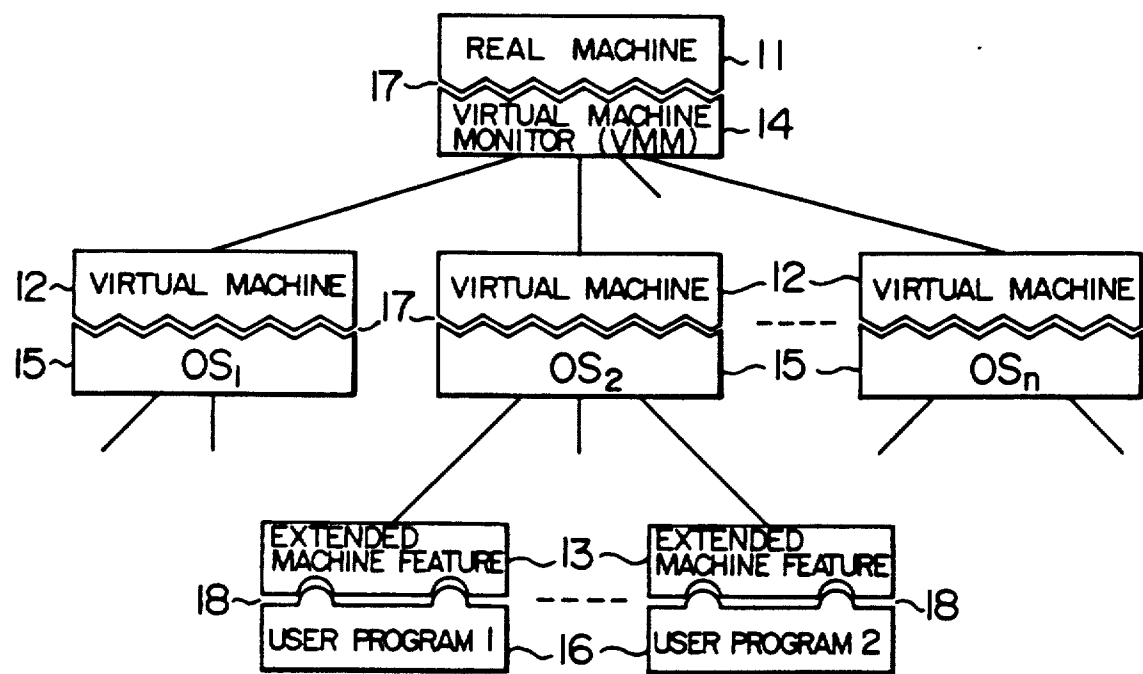 REAL MACHINE
11
17
VIRTUAL MACHINE
MONITOR (VMM)
14
12
VIRTUAL MACHINE
17
VIRTUAL MACHINE
12
VIRTUAL MACHINE
15
OS1
OS2
15
OSn
EXTENDED
MACHINE FEATURE
13
EXTENDED
MACHINE FEATURE
18
18
USER PROGRAM 1
16
USER PROGRAM 2